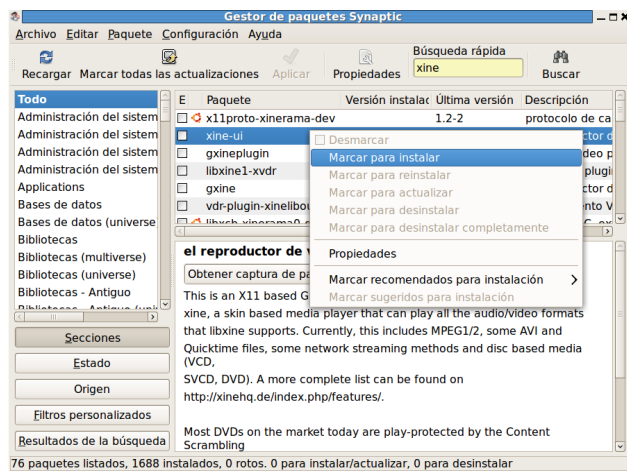 Gestor de paquetes Synaptic
Archivo Editar Paquete Configuración Ayuda
Recargar Marcar todas las actualizaciones Aplicar Propiedades Búsqueda rápida xine Buscar
Todo
Administración del sistem
Administración del sistem
Administración del sistem
Administración del sistem
Applications
Bases de datos
Bases de datos (universe
Bibliotecas
Bibliotecas (multiverse)
Bibliotecas (universe)
Bibliotecas - Antiguo
Secciones
Estado
Origen
Filtros personalizados
Resultados de la búsqueda
E Paquete Versión instalac Última versión Descripción
x11proto-xinerama-dev 1.2-2 protocolo de ca
xine-ui ctor d
gxineplugin deo p
libxine1-xvdr plugi
gxine ctor d
vdr-plugin-xinelibou nto V
Desmarcar
Marcar para instalar
Marcar para reinstalar
Marcar para actualizar
Marcar para desinstalar
Marcar para desinstalar completamente
Propiedades
Marcar recomendados para instalación
Marcar sugeridos para instalación
el reproductor de v
Obtener captura de pa
This is an X11 based G
xine, a skin based media player that can play all the audio/video formats
that libxine supports. Currently, this includes MPEG1/2, some AVI and
Quicktime files, some network streaming methods and disc based media
(VCD,
SVCD, DVD). A more complete list can be found on
http://xinehq.de/index.php/features/.
Most DVDs on the market today are play-protected by the Content
Scrambling
76 paquetes listados, 1688 instalados, 0 rotos. 0 para instalar/actualizar, 0 para desinstalar